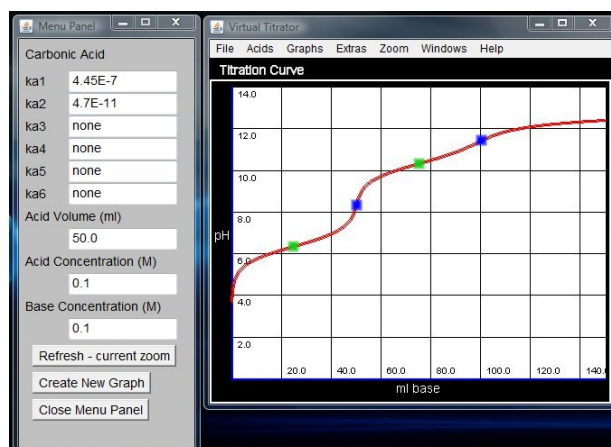 Menu Panel
Carbonic Acid
ka1 4.45E-7
ka2 4.7E-11
ka3 none
ka4 none
ka5 none
ka6 none
Acid Volume (ml)
50.0
Acid Concentration (M)
0.1
Base Concentration (M)
0.1
Refresh - current zoom
Create New Graph
Close Menu Panel
Virtual Titrator
File Acids Graphs Extras Zoom Windows Help
Titration Curve
14.0
12.0
10.0
8.0
pH
6.0
4.0
2.0
20.0 40.0 60.0 80.0 100.0 120.0 140.
ml base